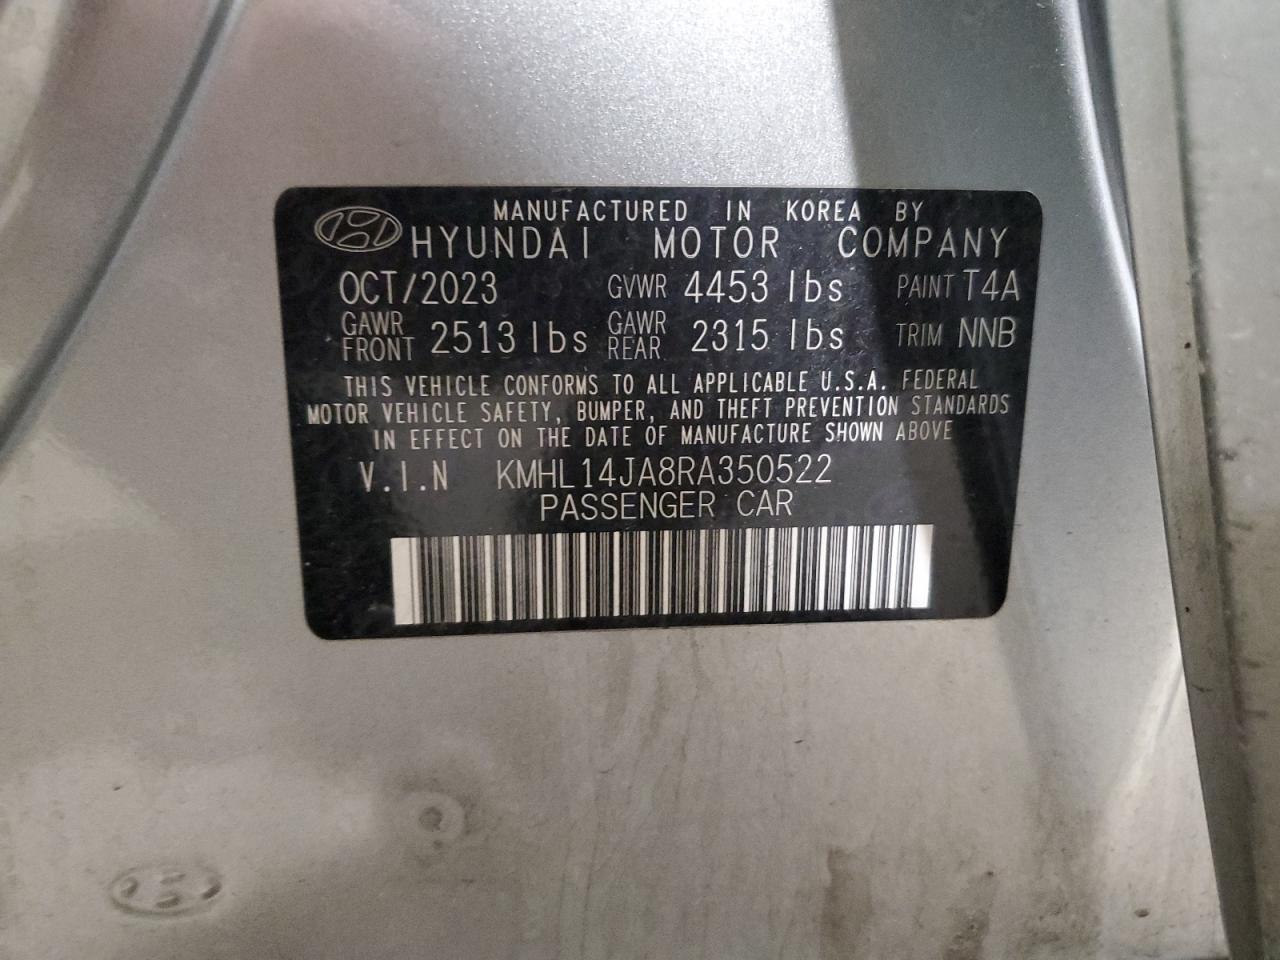 MANUFACTURED IN KOREA BY
HYUNDAI MOTOR COMPANY
OCT/2023 GVWR 4453 lbs PAINT T4A
GAWR FRONT 2513 lbs GAWR REAR 2315 lbs TRIM NNB
THIS VEHICLE CONFORMS TO ALL APPLICABLE U.S.A. FEDERAL
MOTOR VEHICLE SAFETY, BUMPER, AND THEFT PREVENTION STANDARDS
IN EFFECT ON THE DATE OF MANUFACTURE SHOWN ABOVE
V.I.N KMHL14JA8RA350522
PASSENGER CAR